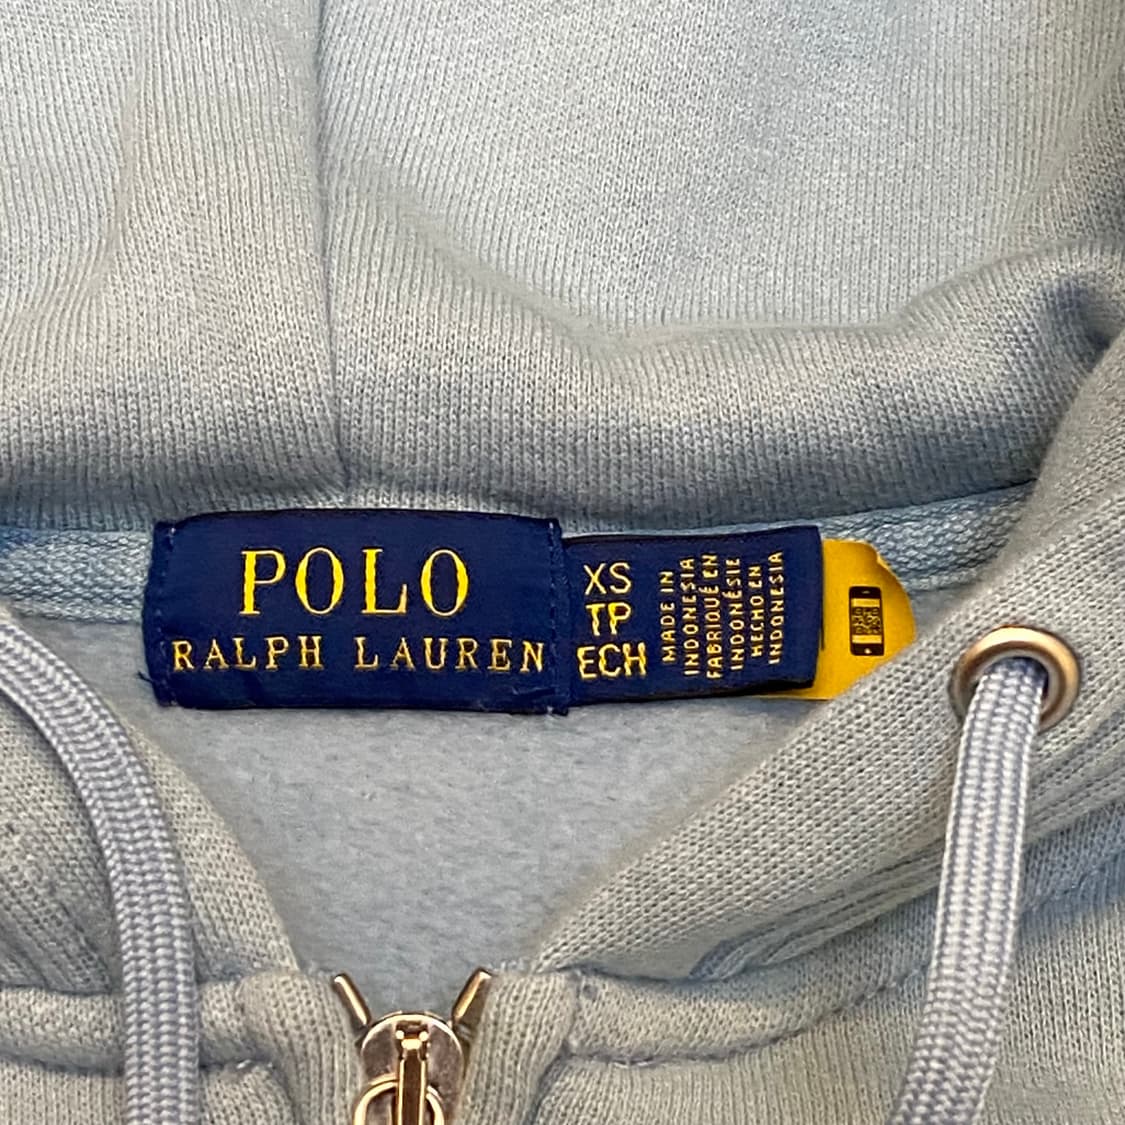 POLO
RALPH LAUREN
XS
TP
ECH
MADE IN
INDONESIA
FABRIQUÉ EN
INDONÉSIE
HECHO EN
INDONESIA